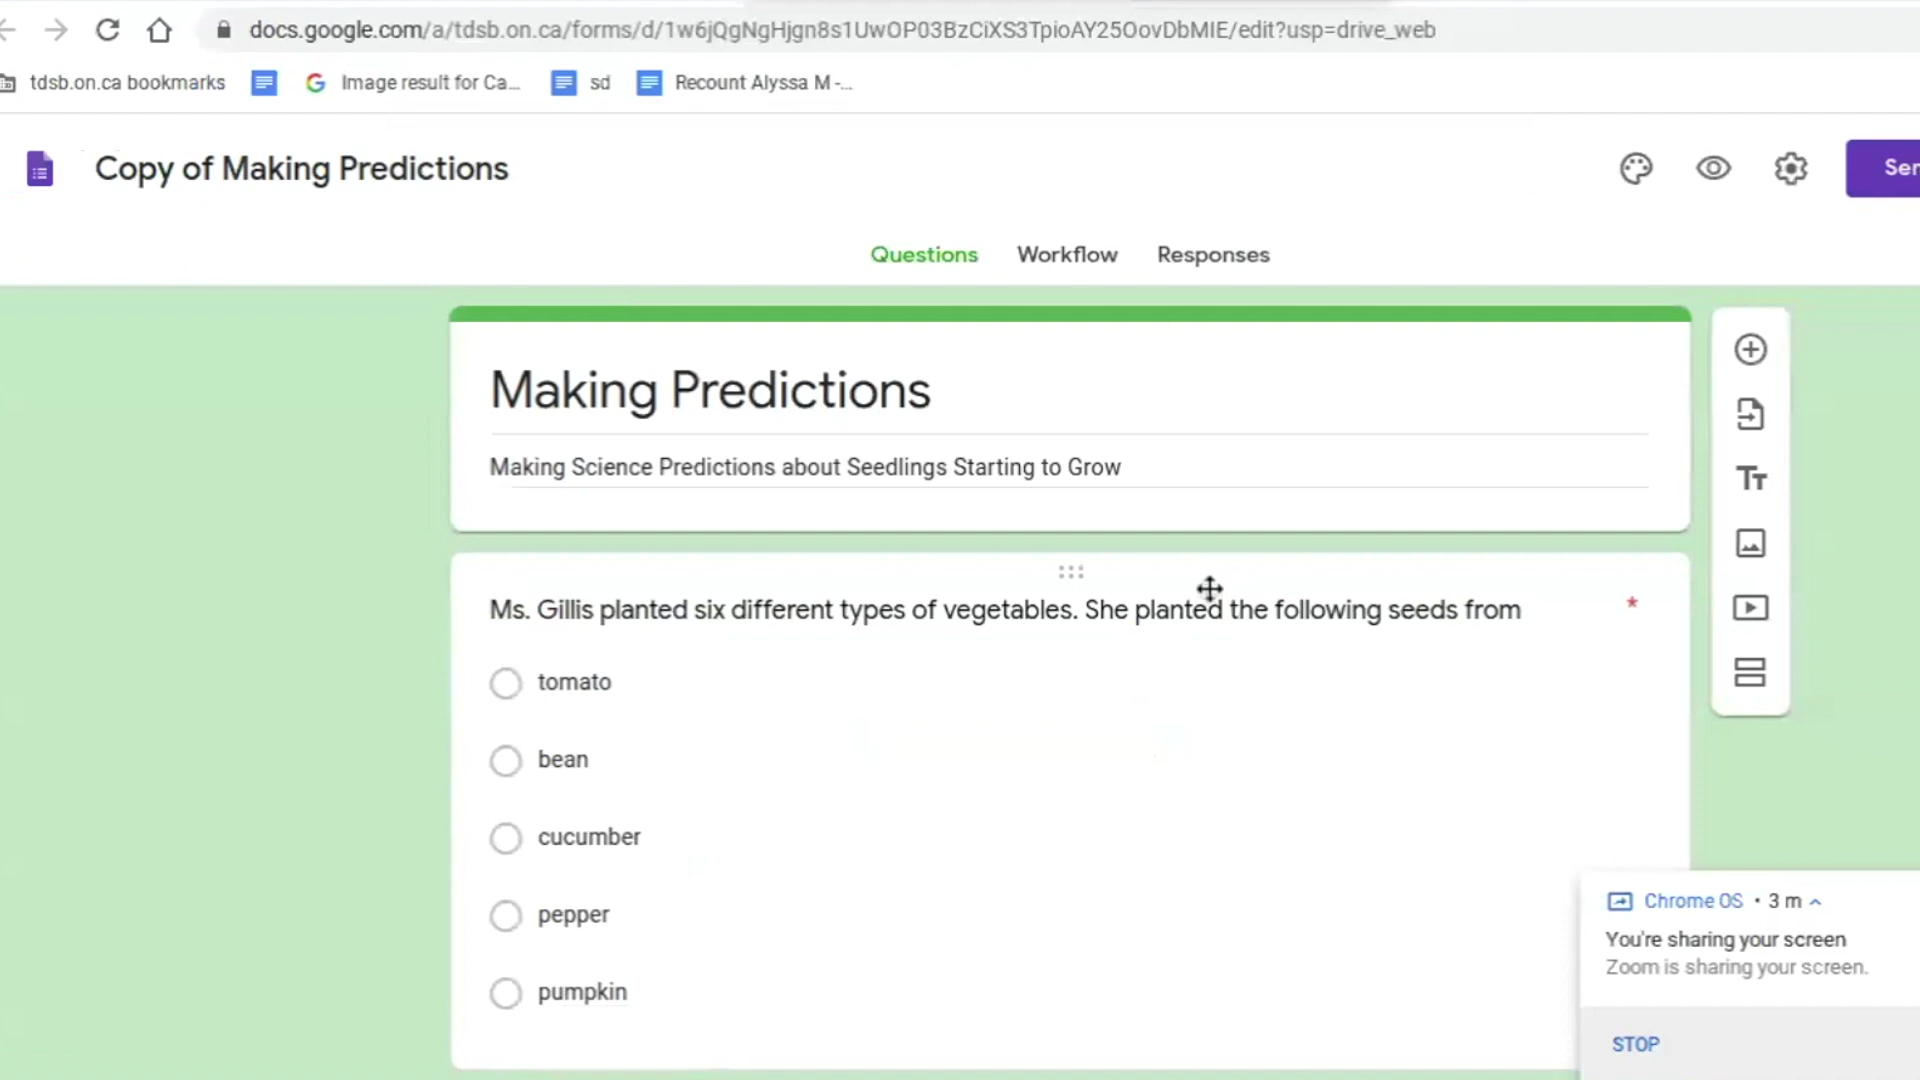 docs.google.com/a/tdsb.on.ca/forms/d/1w6jQgNgHjgn8s1UwOP03BzCiXS3TpioAY25OovDbMIE/edit?usp=drive_web
tdsb.on.ca bookmarks
Image result for Ca...
sd
Recount Alyssa M -...
Copy of Making Predictions
Questions
Workflow
Responses
Making Predictions
Making Science Predictions about Seedlings Starting to Grow
Ms. Gillis planted six different types of vegetables. She planted the following seeds from *
tomato
bean
cucumber
pepper
pumpkin
Tт
Chrome OS • 3 m
You're sharing your screen
Zoom is sharing your screen.
STOP